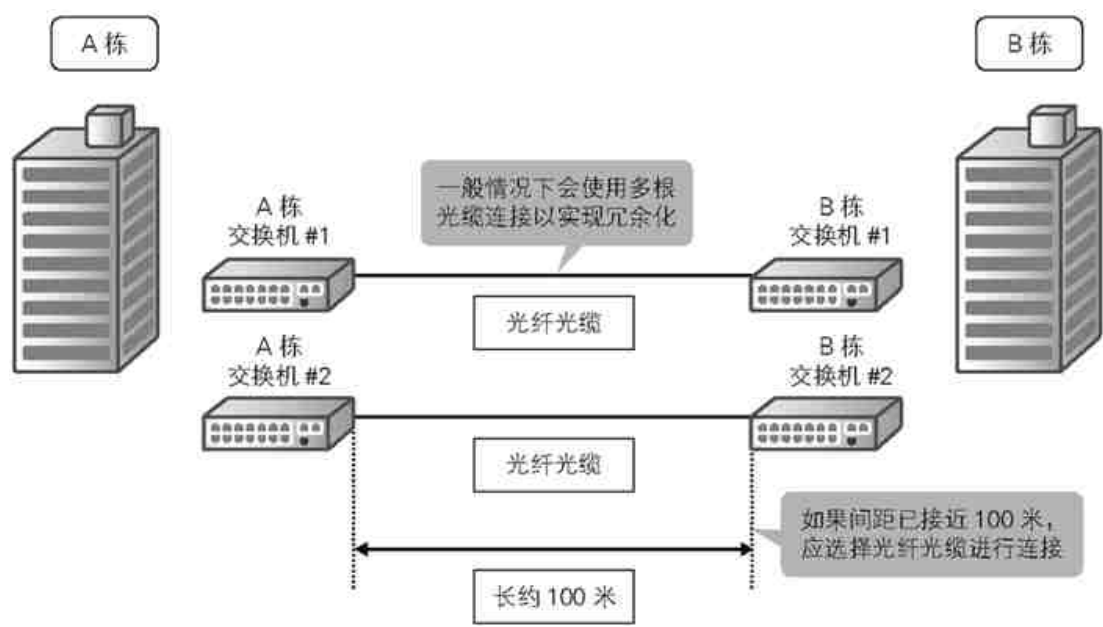 A 栋
B 栋
一般情况下会使用多根
光缆连接以实现冗余化
A 栋
交换机 #1
B 栋
交换机 #1
光纤光缆
A 栋
交换机 #2
B 栋
交换机 #2
光纤光缆
如果间距已接近 100 米，
应选择光纤光缆进行连接
长约 100 米